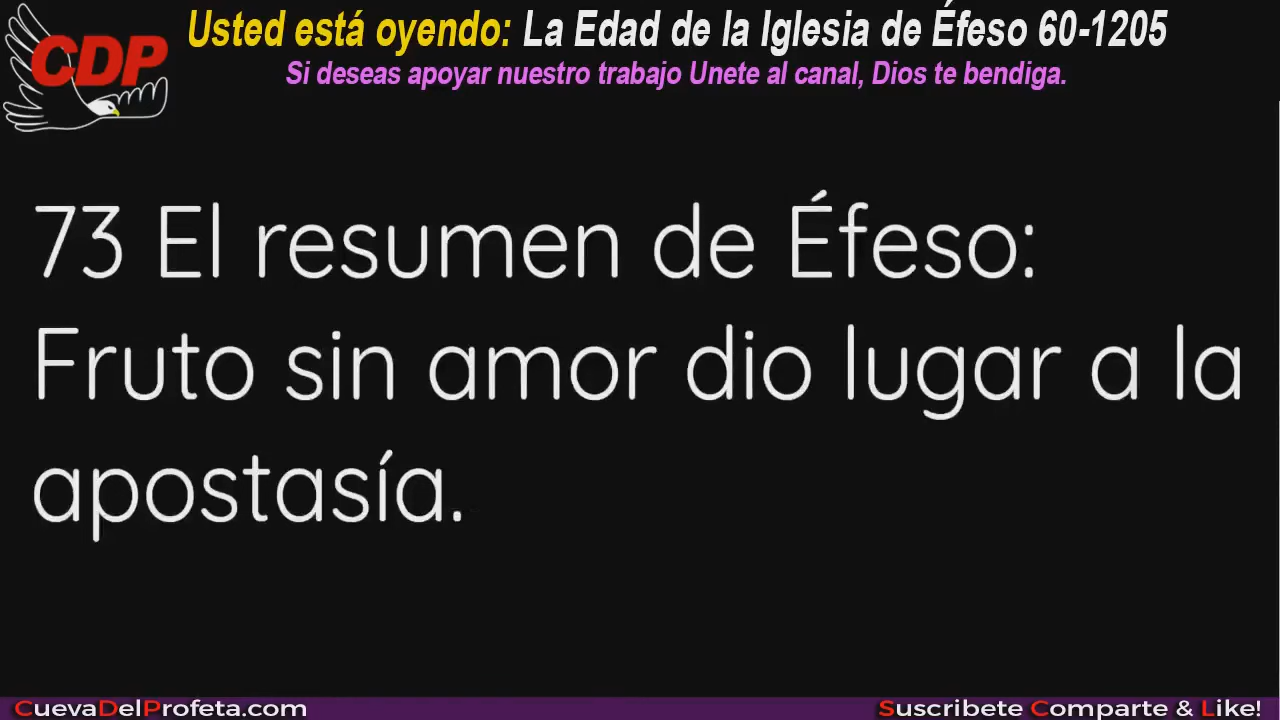 CDP
Usted está oyendo: La Edad de la Iglesia de Éfeso 60-1205
Si deseas apoyar nuestro trabajo Unete al canal, Dios te bendiga.
73 El resumen de Éfeso:
Fruto sin amor dio lugar a la
apostasía.
CuevaDelProfeta.com
Suscribete Comparte & Like!